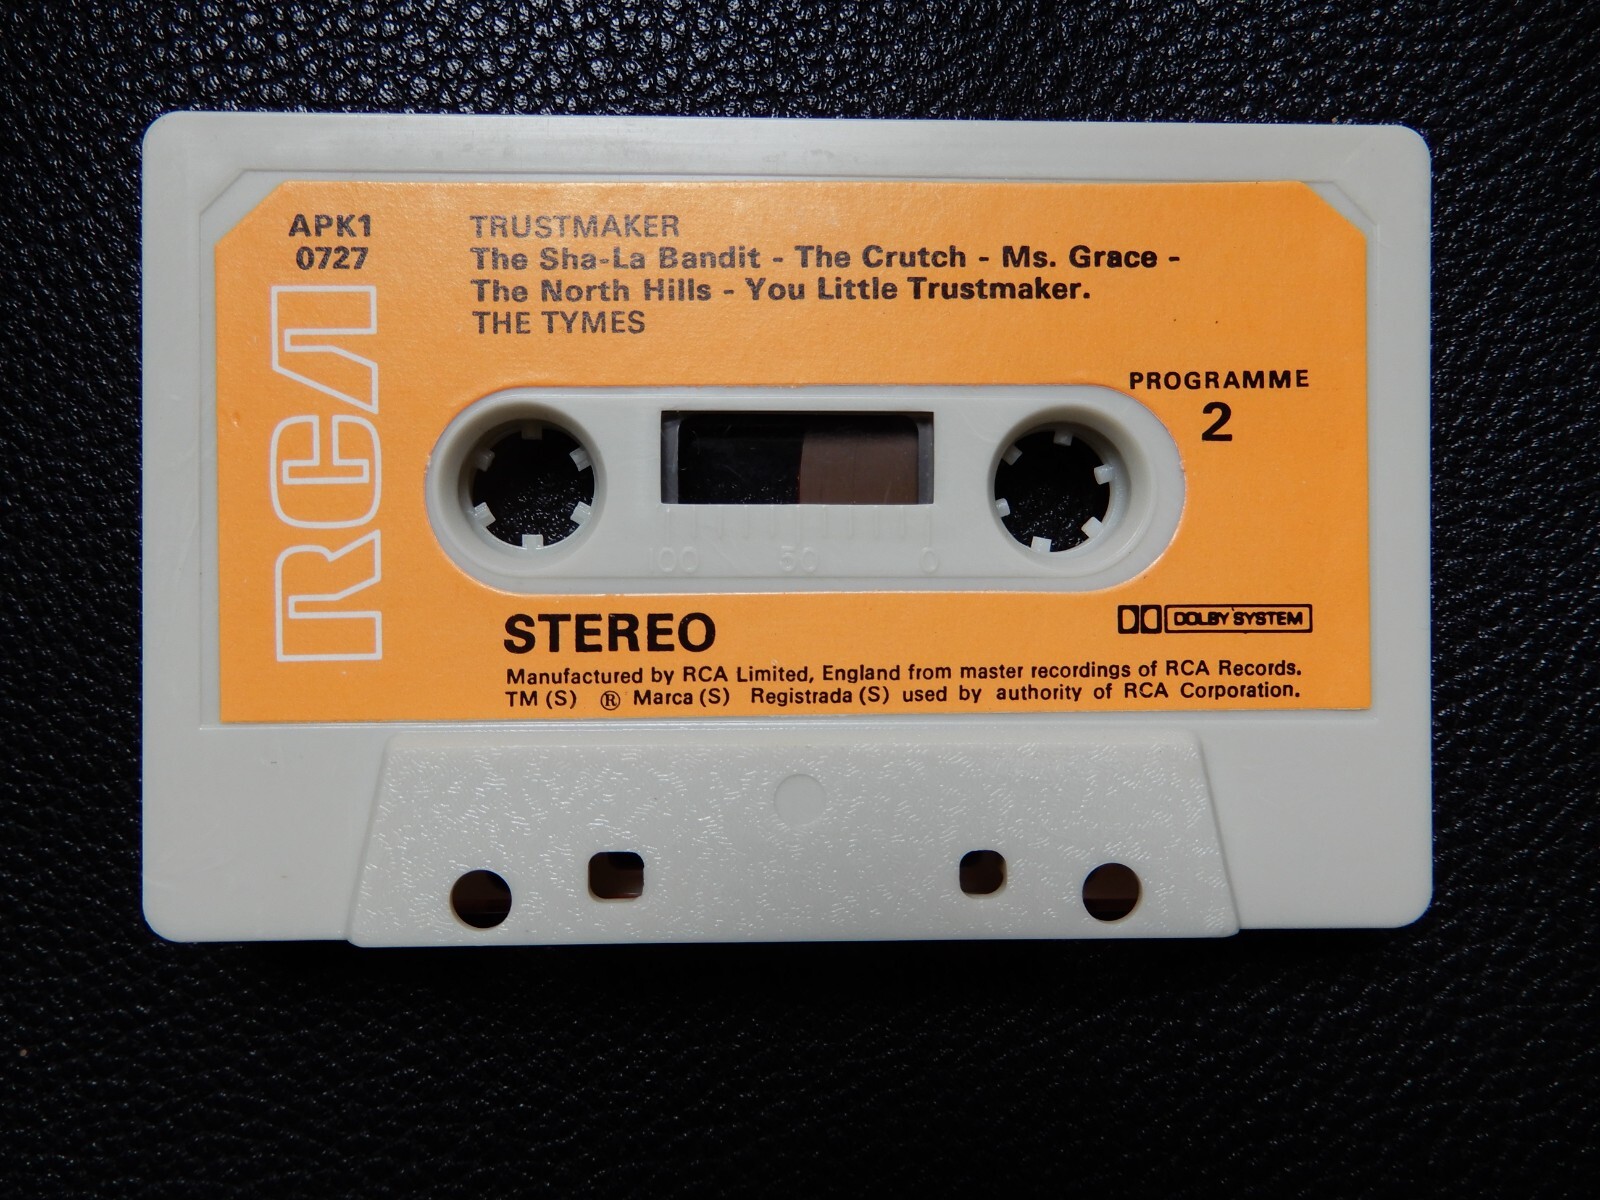 APK1
0727
RCA
TRUSTMAKER
The Sha-La Bandit - The Crutch - Ms. Grace -
The North Hills - You Little Trustmaker.
THE TYMES
PROGRAMME
2
100 50 0
STEREO
DOLBY SYSTEM
Manufactured by RCA Limited, England from master recordings of RCA Records.
TM (S) ® Marca (S) Registrada (S) used by authority of RCA Corporation.